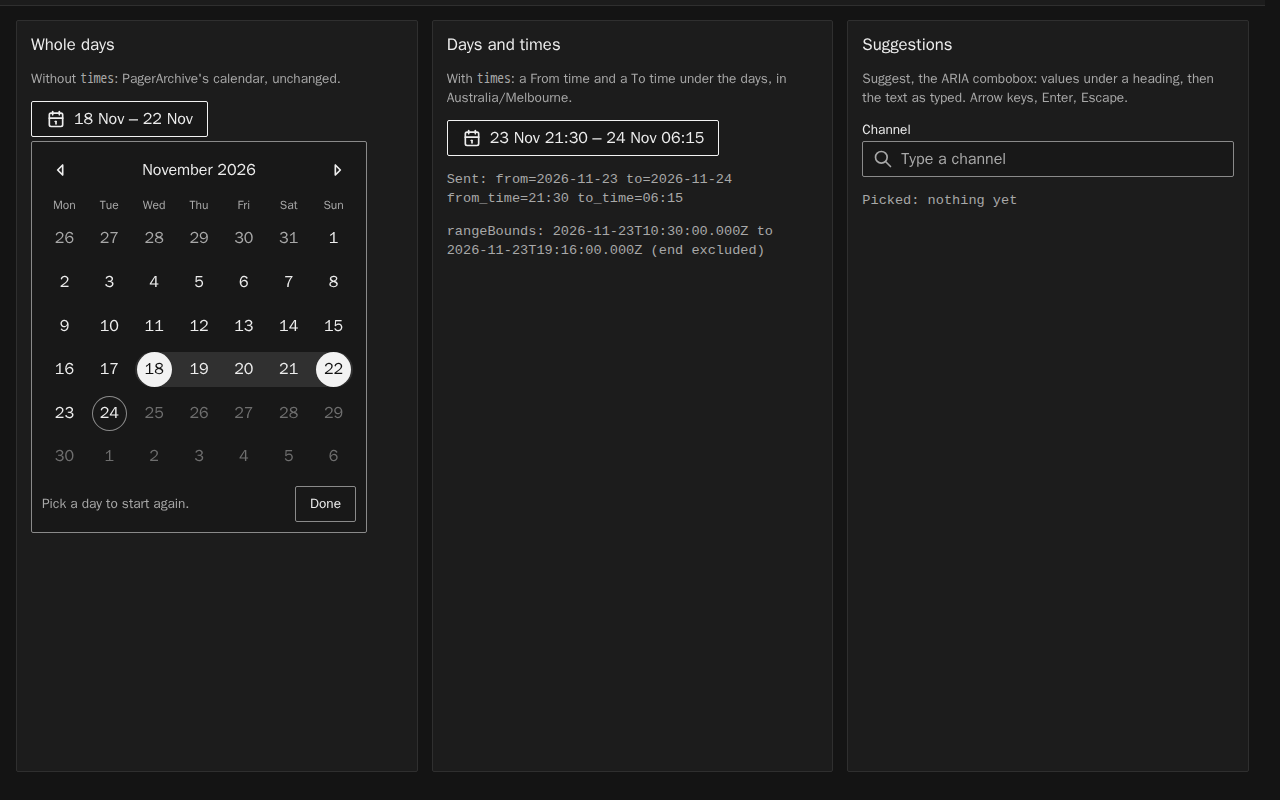 Whole days
Without times: PagerArchive's calendar, unchanged.
18 Nov – 22 Nov
November 2026
Mon Tue Wed Thu Fri Sat Sun
26 27 28 29 30 31 1
2 3 4 5 6 7 8
9 10 11 12 13 14 15
16 17 18 19 20 21 22
23 24 25 26 27 28 29
30 1 2 3 4 5 6
Pick a day to start again.
Done
Days and times
With times: a From time and a To time under the days, in
Australia/Melbourne.
23 Nov 21:30 – 24 Nov 06:15
Sent: from=2026-11-23 to=2026-11-24
from_time=21:30 to_time=06:15
rangeBounds: 2026-11-23T10:30:00.000Z to
2026-11-23T19:16:00.000Z (end excluded)
Suggestions
Suggest, the ARIA combobox: values under a heading, then
the text as typed. Arrow keys, Enter, Escape.
Channel
Type a channel
Picked: nothing yet